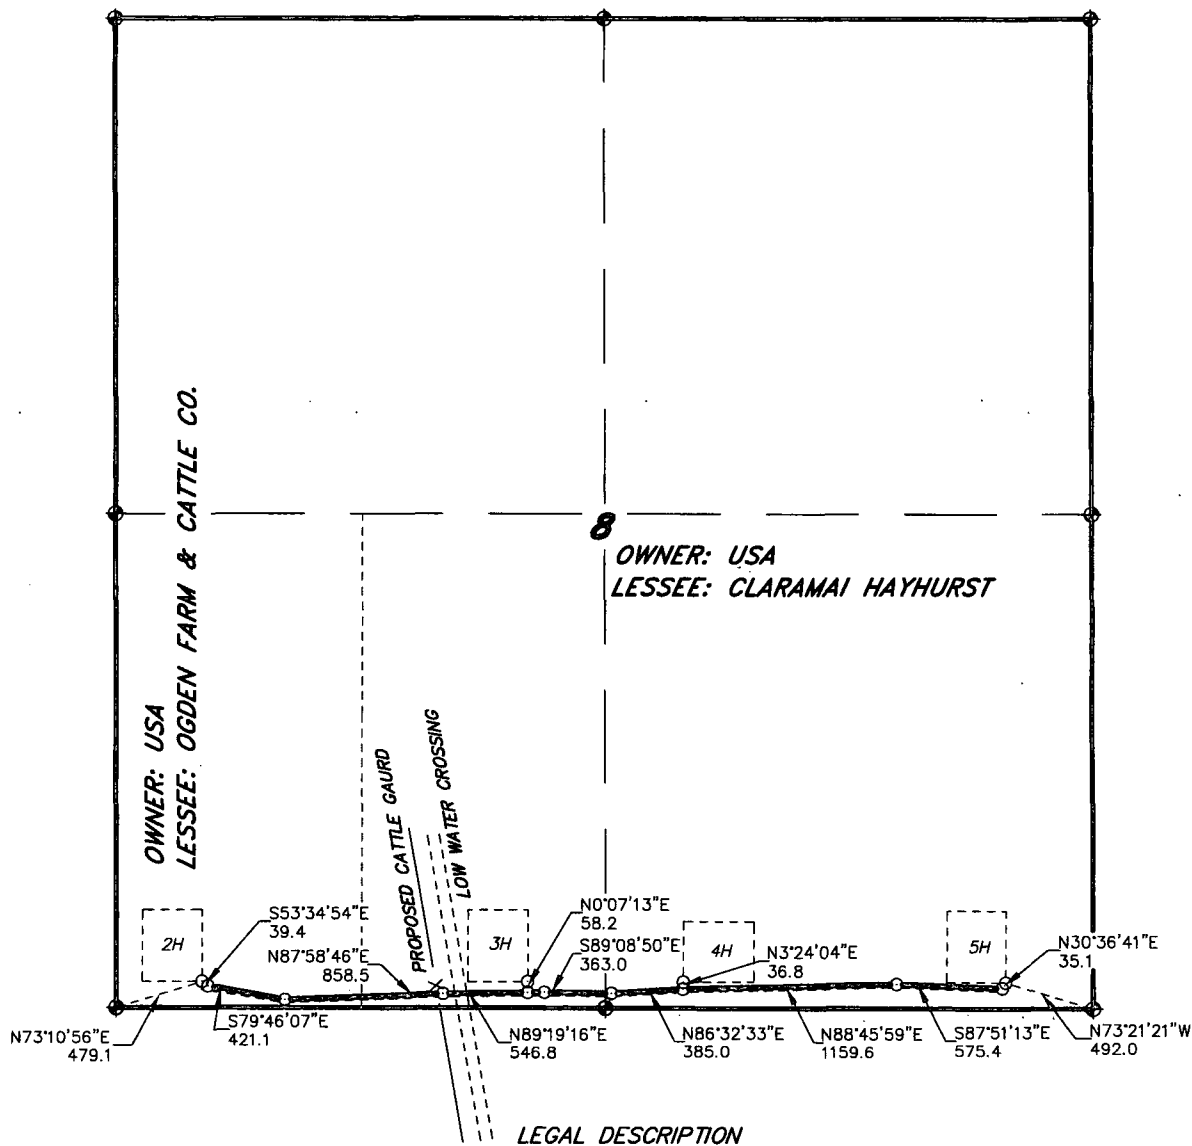 8
OWNER: USA
LESSEE: CLARAMAI HAYHURST
OWNER: USA
LESSEE: OGDEN FARM & CATTLE CO.
PROPOSED CATTLE GAURD
LOW WATER CROSSING
2H
S53°34'54"E
39.4
N87°58'46"E
858.5
3H
N0°07'13"E
58.2
S89°08'50"E
363.0
4H
N3°24'04"E
36.8
5H
N30°36'41"E
35.1
N73°10'56"E
479.1
S79°46'07"E
421.1
N89°19'16"E
546.8
N86°32'33"E
385.0
N88°45'59"E
1159.6
S87°51'13"E
575.4
N73°21'21"W
492.0
LEGAL DESCRIPTION